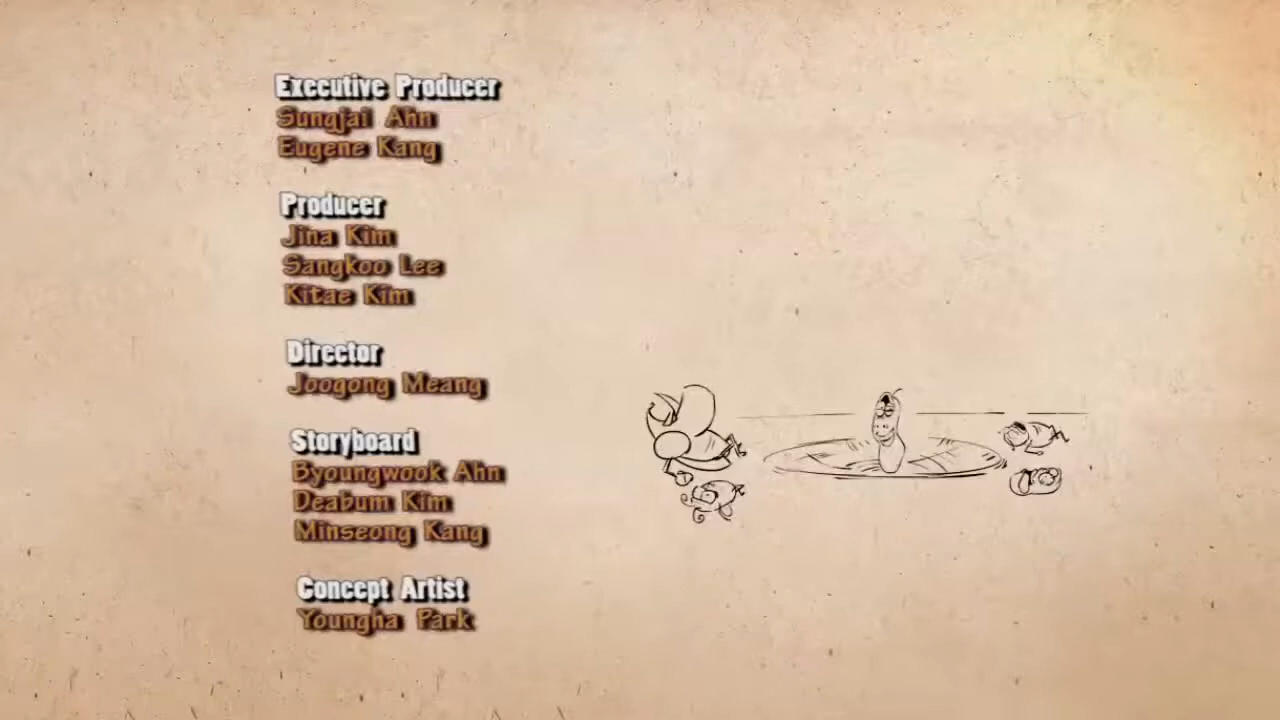 Executive Producer
Sungjai Ahn
Eugene Kang
Producer
Jina Kim
Sangkoo Lee
Kitae Kim
Director
Joogong Meang
Storyboard
Byoungwook Ahn
Deabum Kim
Minseong Kang
Concept Artist
Youngha Park